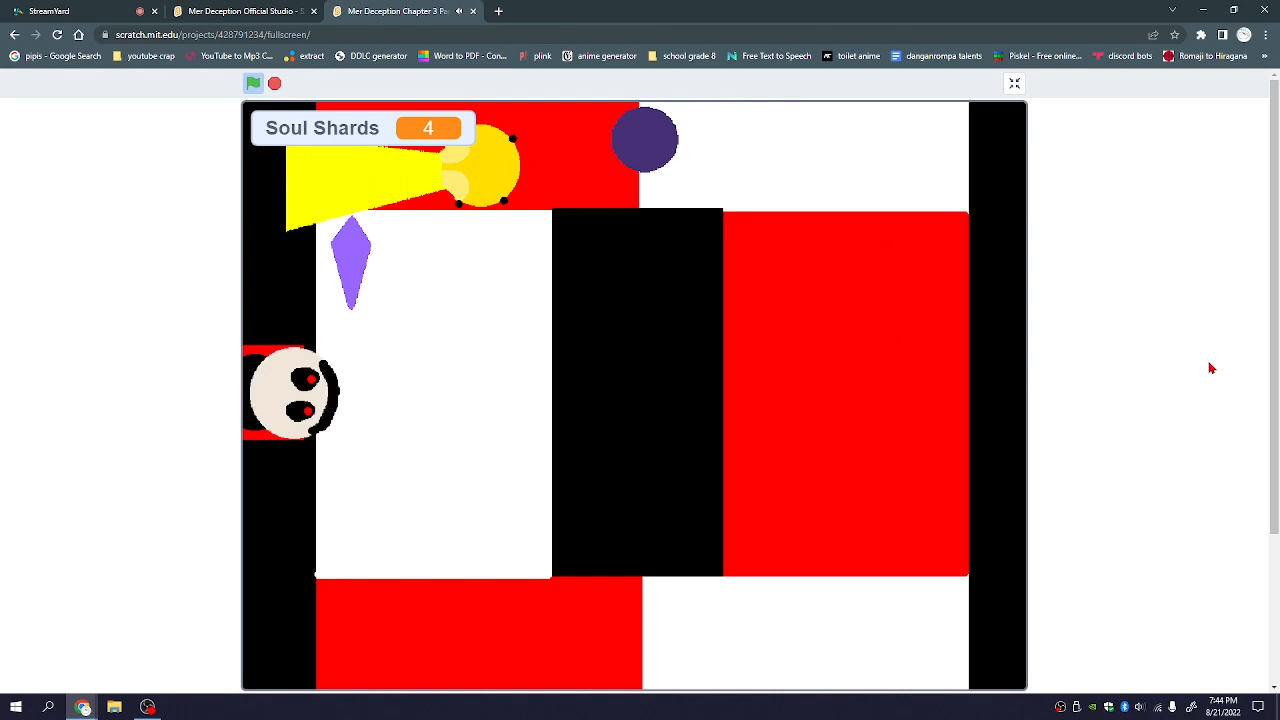 StreamYard
Mer Deception Offical Studio - S
Mer Deception Chapter 3 Pa
scratch.mit.edu/projects/428791234/fullscreen/
pipis - Google Search
youtube crap
YouTube to Mp3 C...
extract
DDLC generator
[Word to PDF - Con...
plink
anime generator
school grade 8
Free Text to Speech
toilet anime
danganrompa talents
Piskel - Free online...
discord bots
Romaji to Hiragana
Soul Shards 4
7:44 PM
8/21/2022